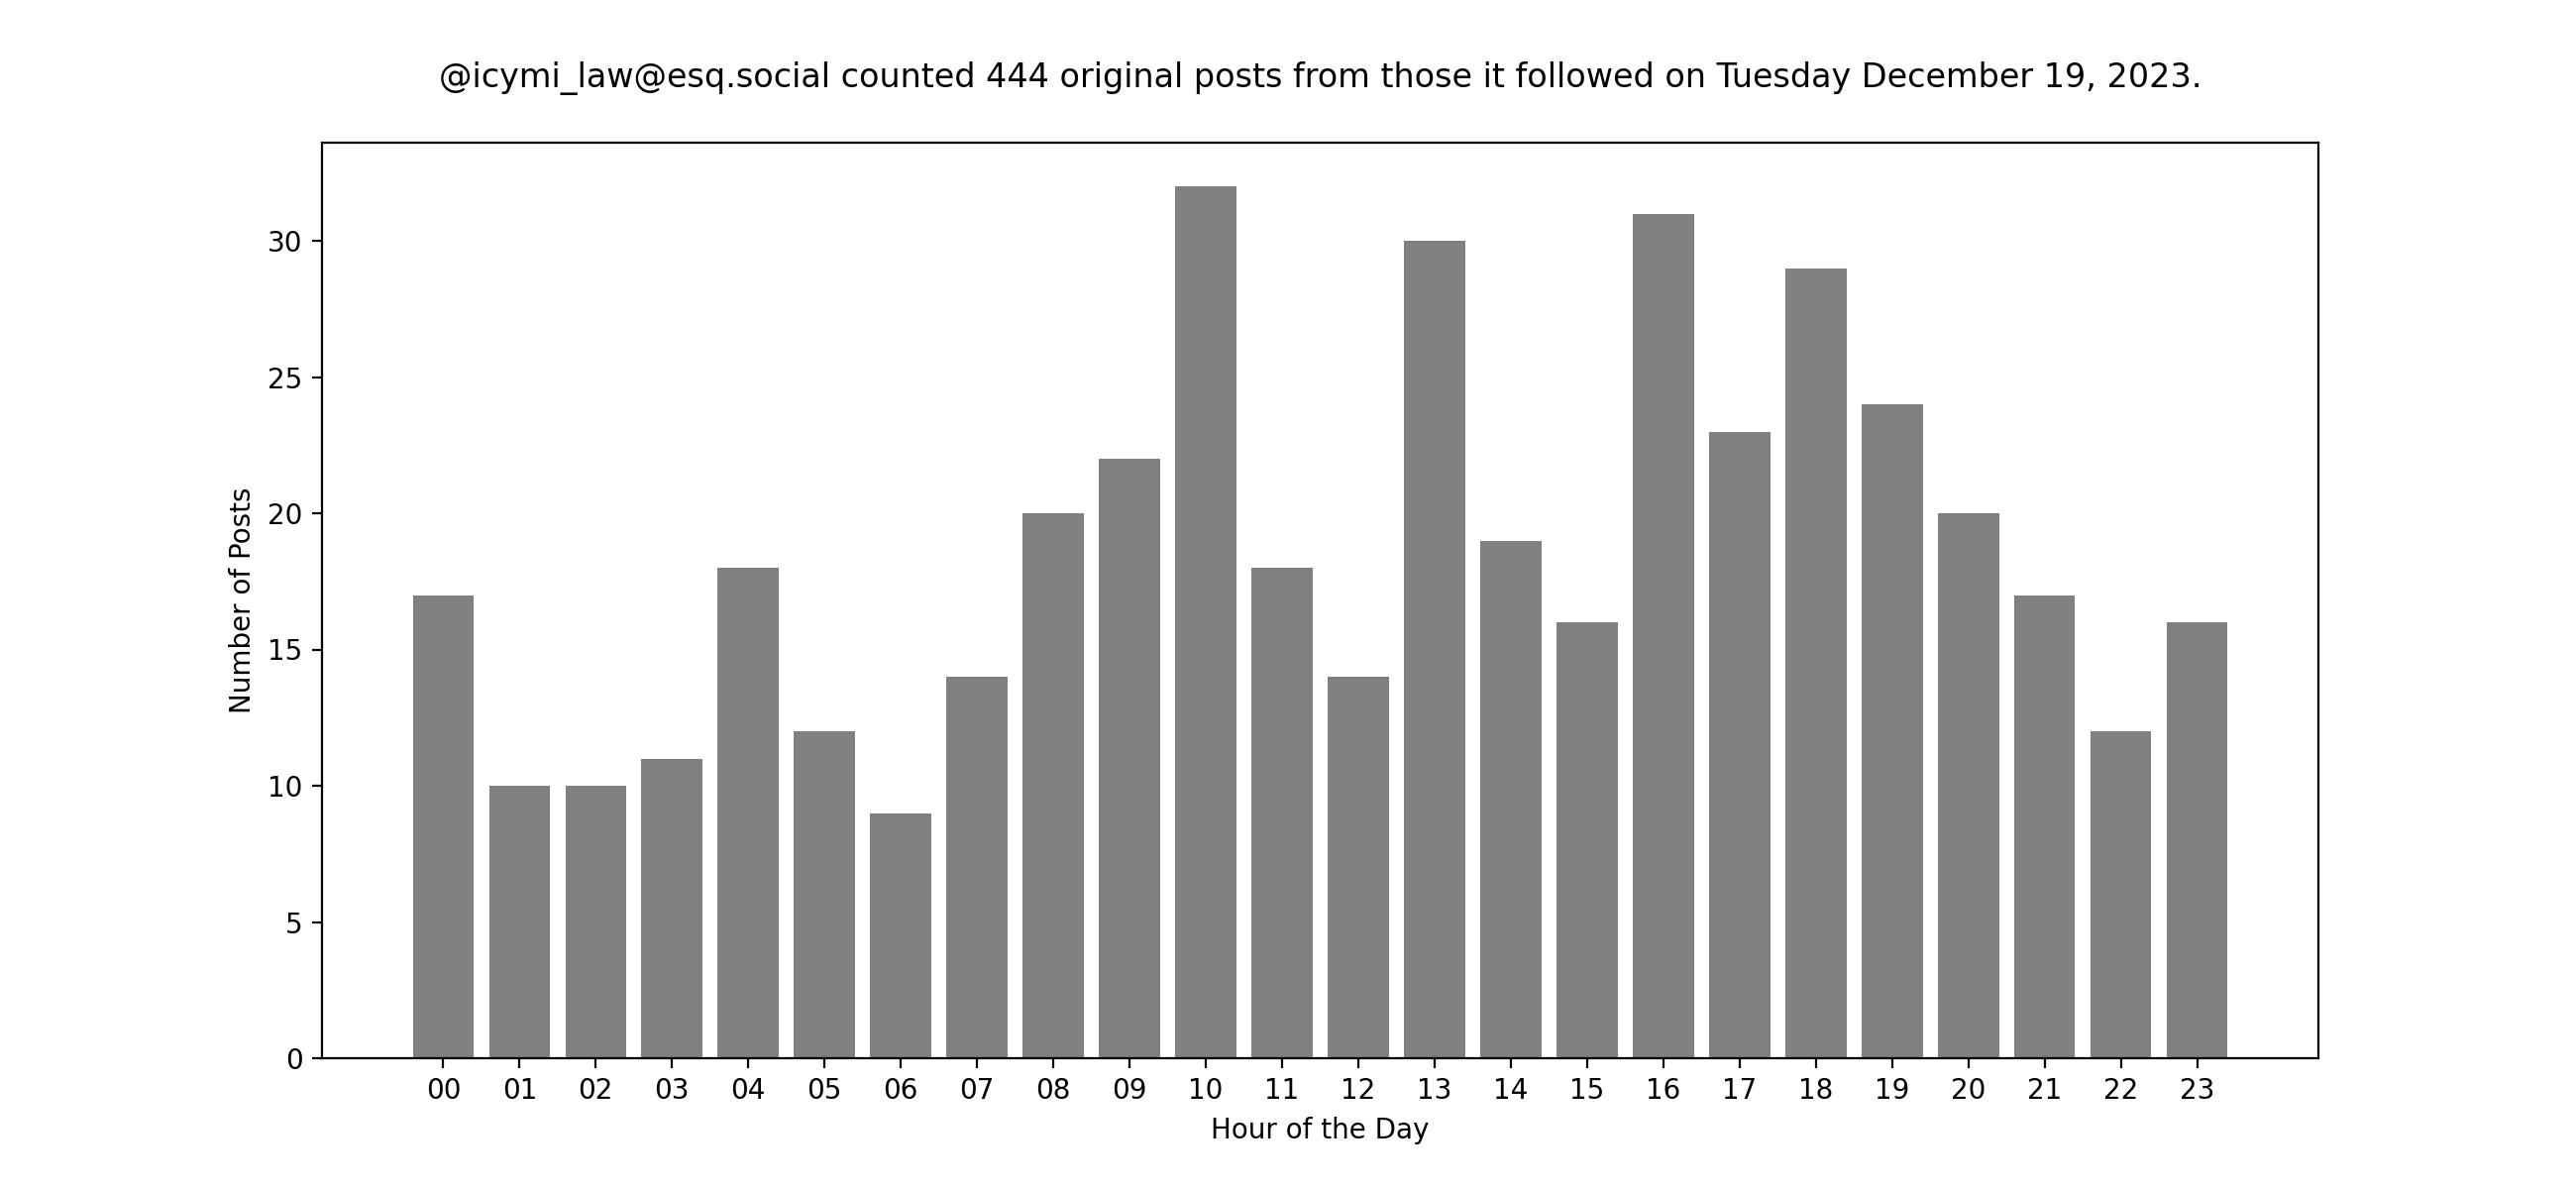 @icymi_law@esq.social counted 444 original posts from those it followed on Tuesday December 19, 2023.
Number of Posts
30
25
20
15
10
5
0
00 01 02 03 04 05 06 07 08 09 10 11 12 13 14 15 16 17 18 19 20 21 22 23
Hour of the Day